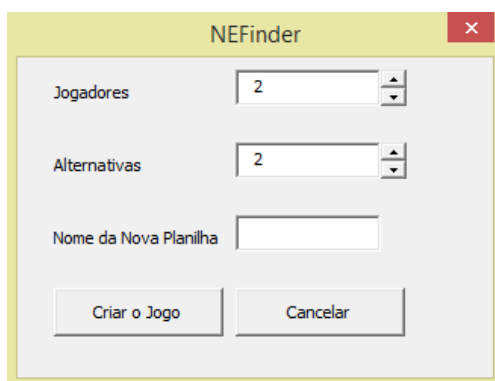 NEFinder
Jogadores 2
Alternativas 2
Nome da Nova Planilha
Criar o Jogo Cancelar